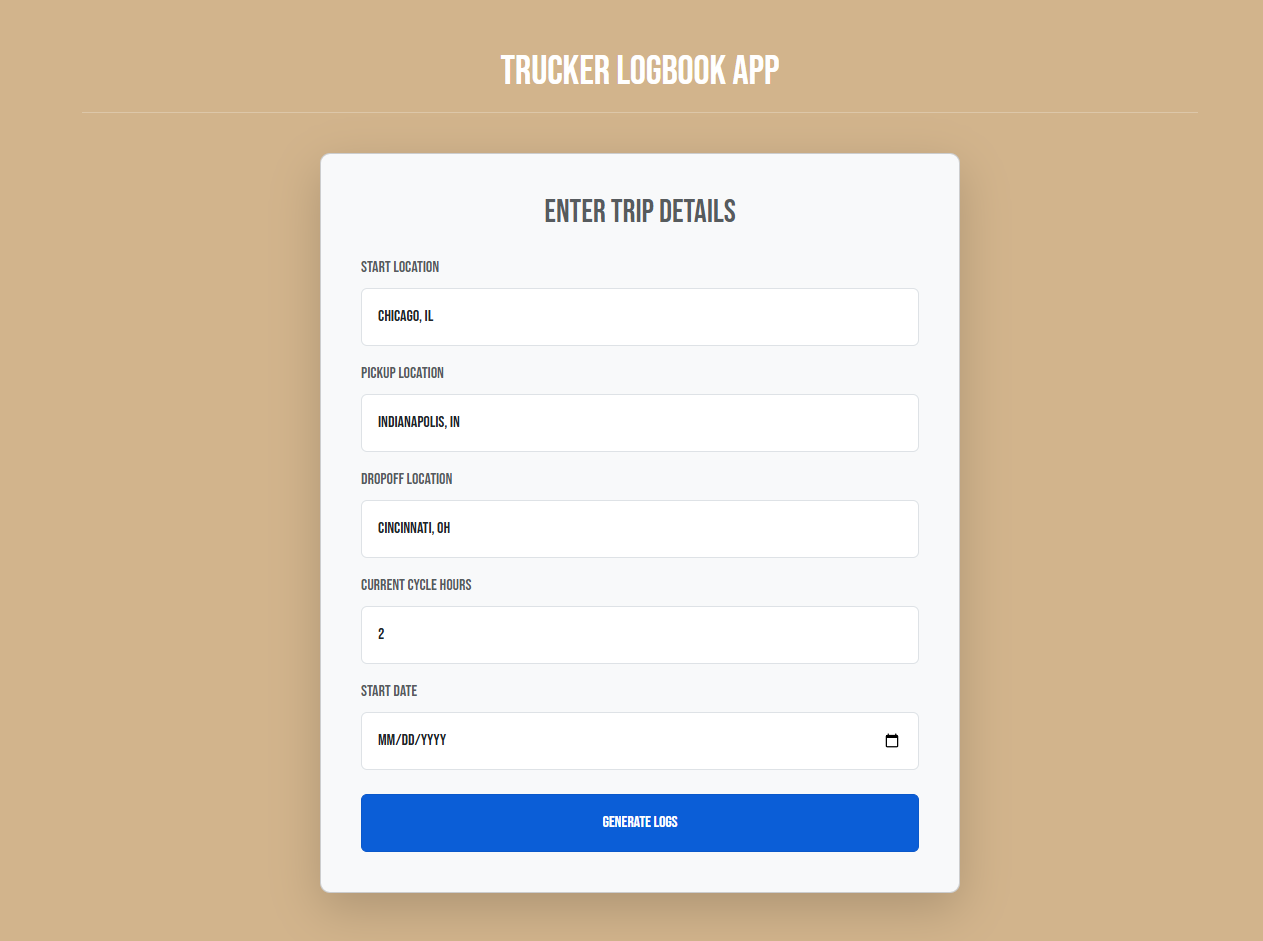 TRUCKER LOGBOOK APP
ENTER TRIP DETAILS
START LOCATION
CHICAGO, IL
PICKUP LOCATION
INDIANAPOLIS, IN
DROPOFF LOCATION
CINCINNATI, OH
CURRENT CYCLE HOURS
2
START DATE
MM/DD/YYYY
GENERATE LOGS